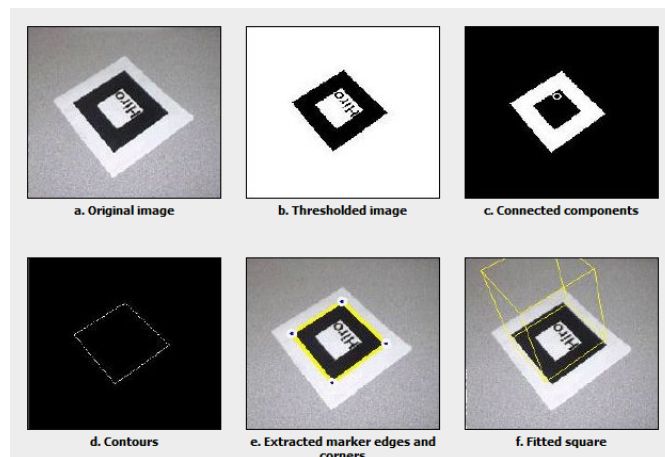 Hiro
Hiro
a. Original image
b. Thresholded image
c. Connected components
Hiro
Hiro
d. Contours
e. Extracted marker edges and
corners
f. Fitted square